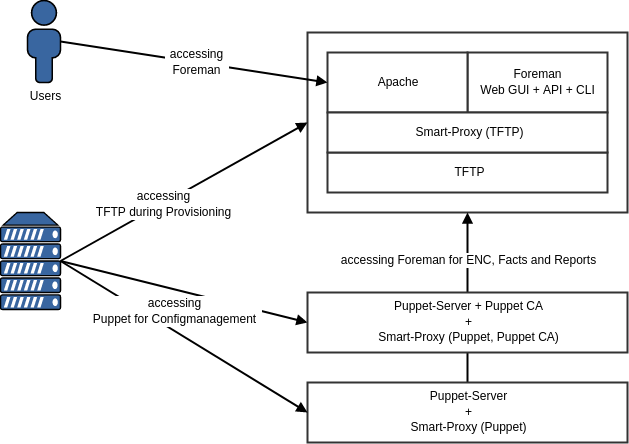 accessing
Foreman
Users
Apache
Foreman
Web GUI + API + CLI
Smart-Proxy (TFTP)
TFTP
accessing
TFTP during Provisioning
accessing Foreman for ENC, Facts and Reports
accessing
Puppet for Configmanagement
Puppet-Server + Puppet CA
+
Smart-Proxy (Puppet, Puppet CA)
Puppet-Server
+
Smart-Proxy (Puppet)